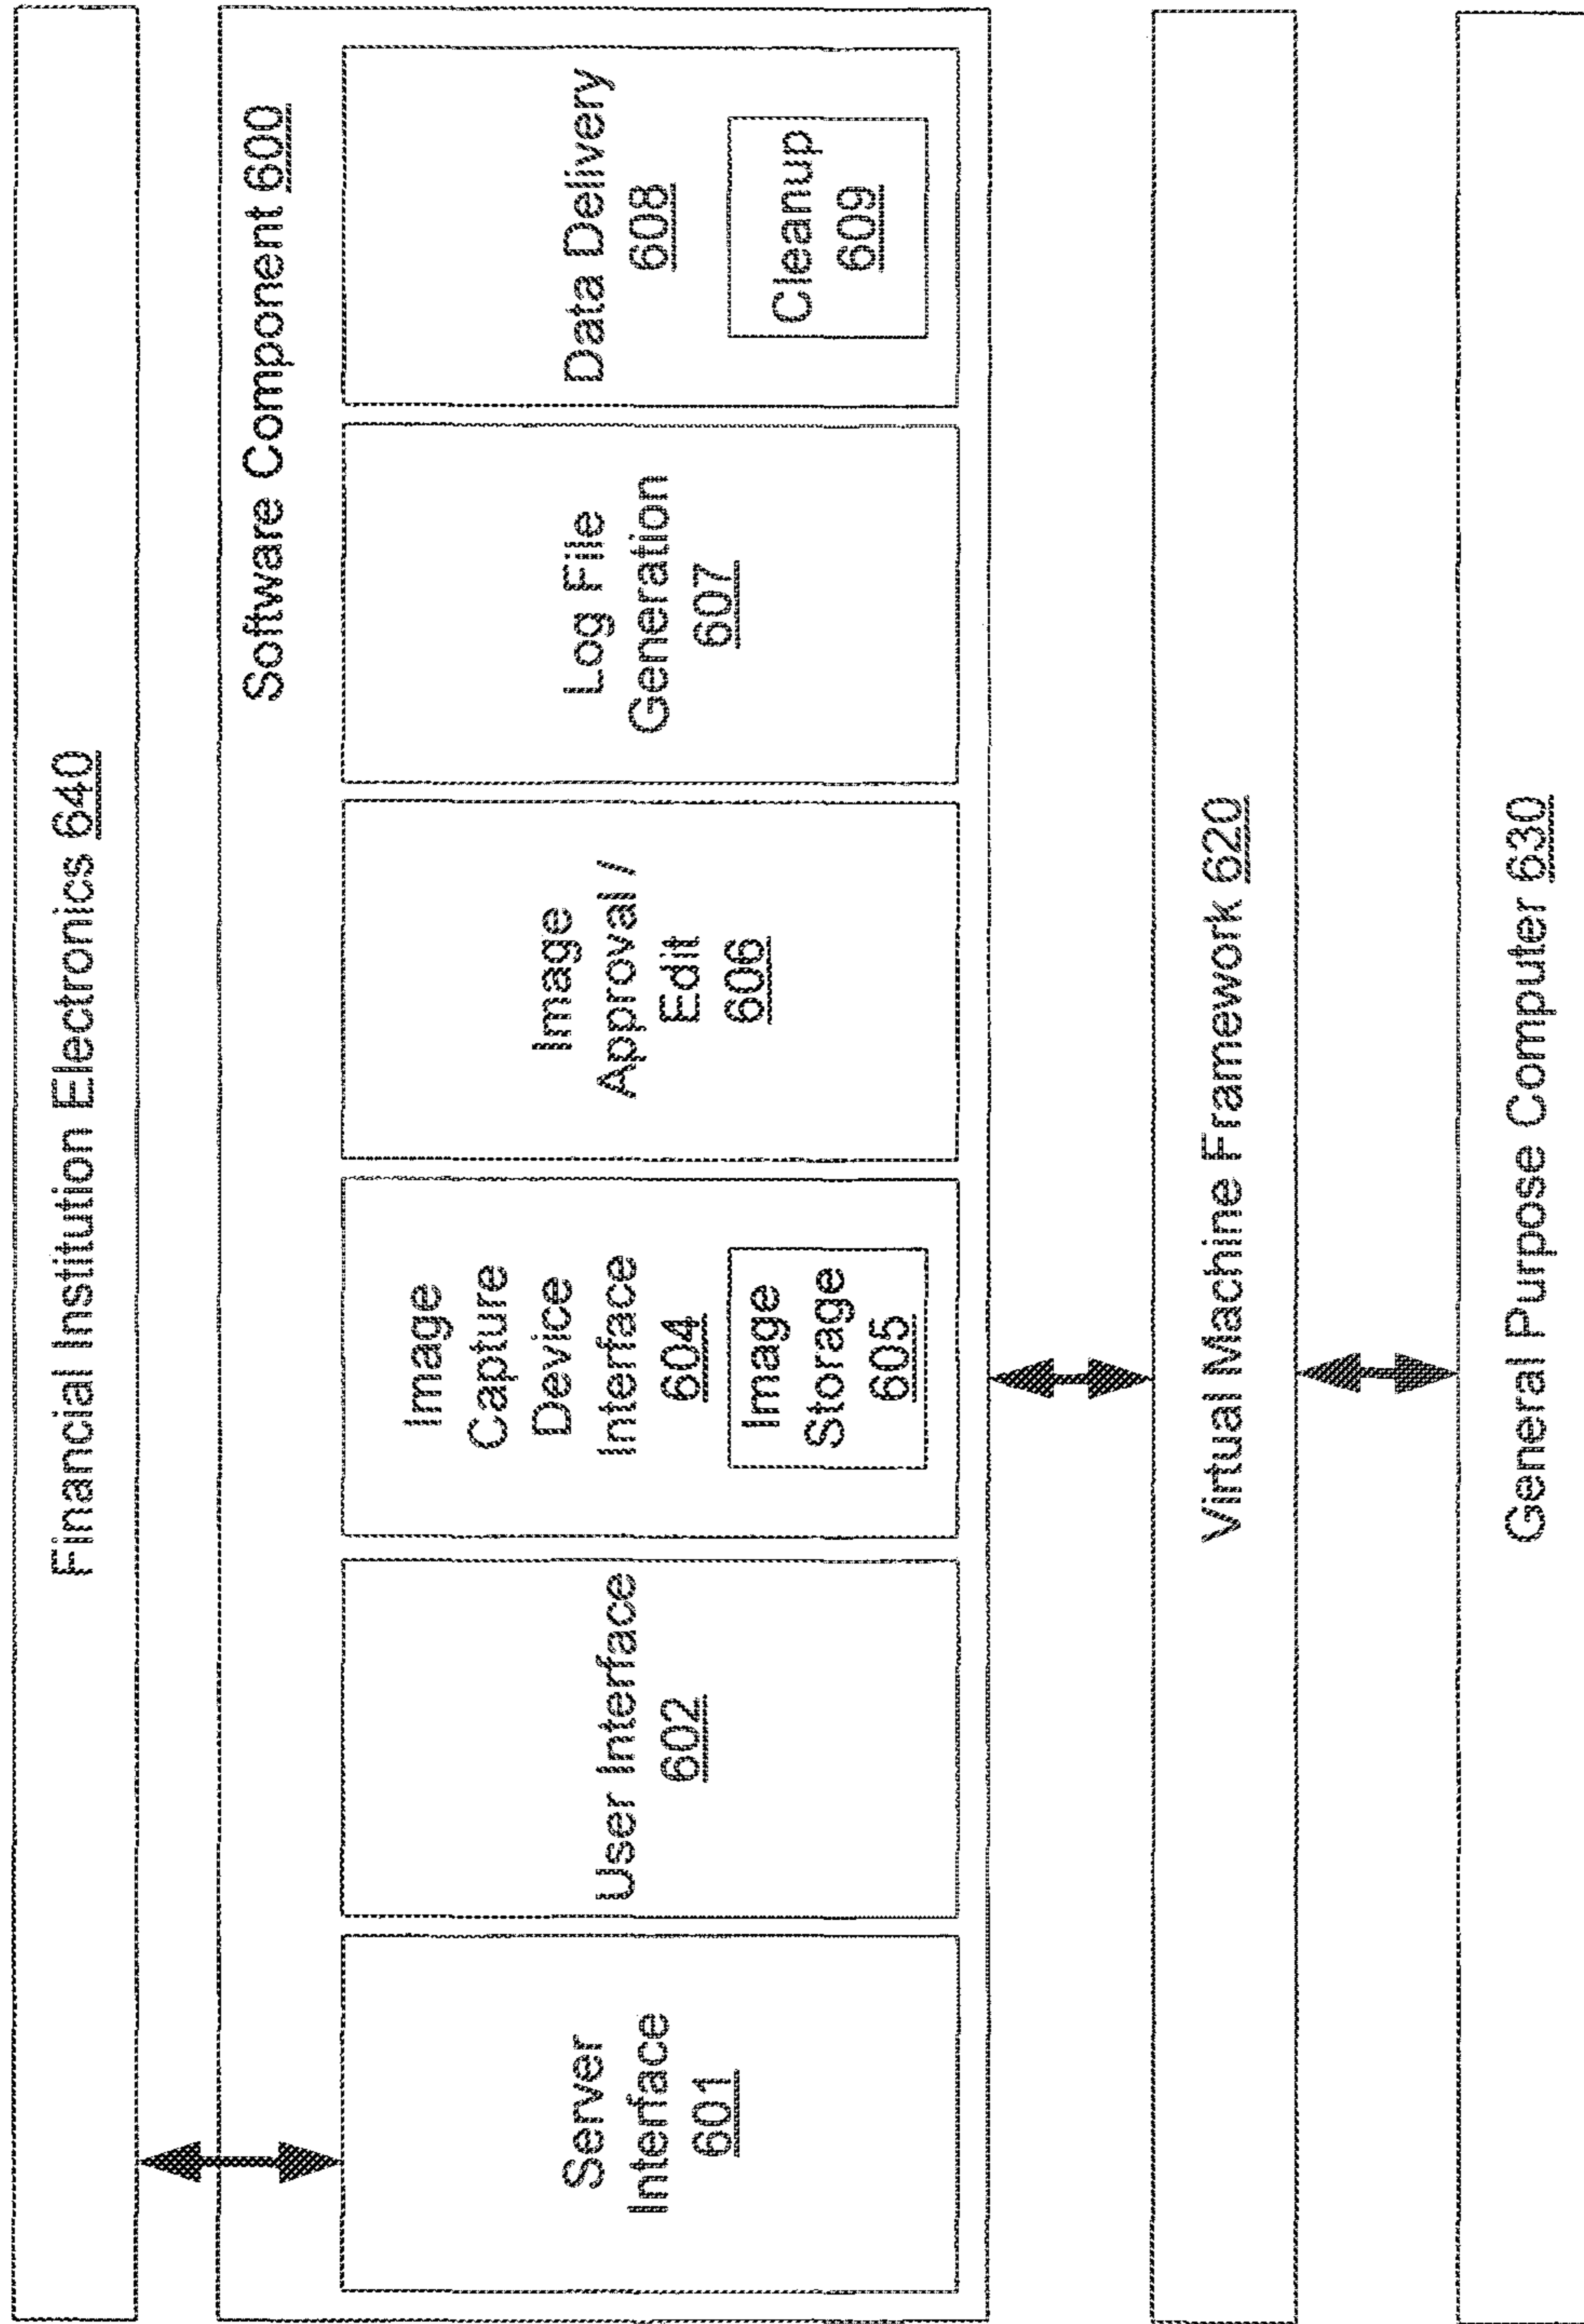 Financial Institution Electronics 640
Software Component 600
Server
Interface
601
User Interface
602
Image
Capture
Device
Interface
604
Image
Storage
605
Image
Approval /
Edit
606
Log File
Generation
607
Data Delivery
608
Cleanup
609
Virtual Machine Framework 620
General Purpose Computer 630